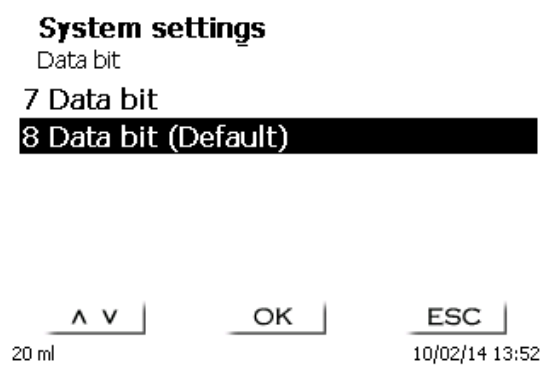 System settings
Data bit
7 Data bit
8 Data bit (Default)
∧ ∨ OK ESC
20 ml 10/02/14 13:52